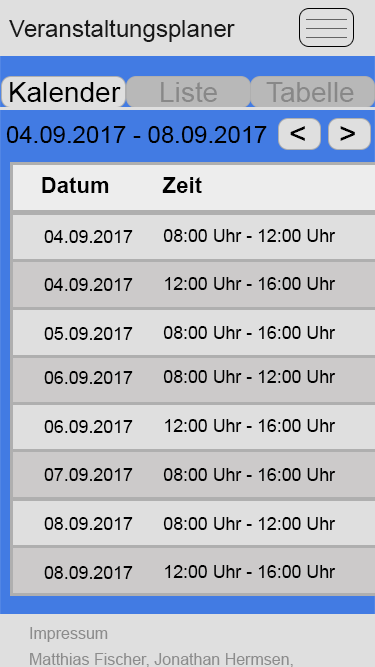 Veranstaltungsplaner
Kalender Liste Tabelle
04.09.2017 - 08.09.2017 < >
Datum Zeit
04.09.2017 08:00 Uhr - 12:00 Uhr
04.09.2017 12:00 Uhr - 16:00 Uhr
05.09.2017 08:00 Uhr - 16:00 Uhr
06.09.2017 08:00 Uhr - 12:00 Uhr
06.09.2017 12:00 Uhr - 16:00 Uhr
07.09.2017 08:00 Uhr - 16:00 Uhr
08.09.2017 08:00 Uhr - 12:00 Uhr
08.09.2017 12:00 Uhr - 16:00 Uhr
Impressum
Matthias Fischer, Jonathan Hermsen,